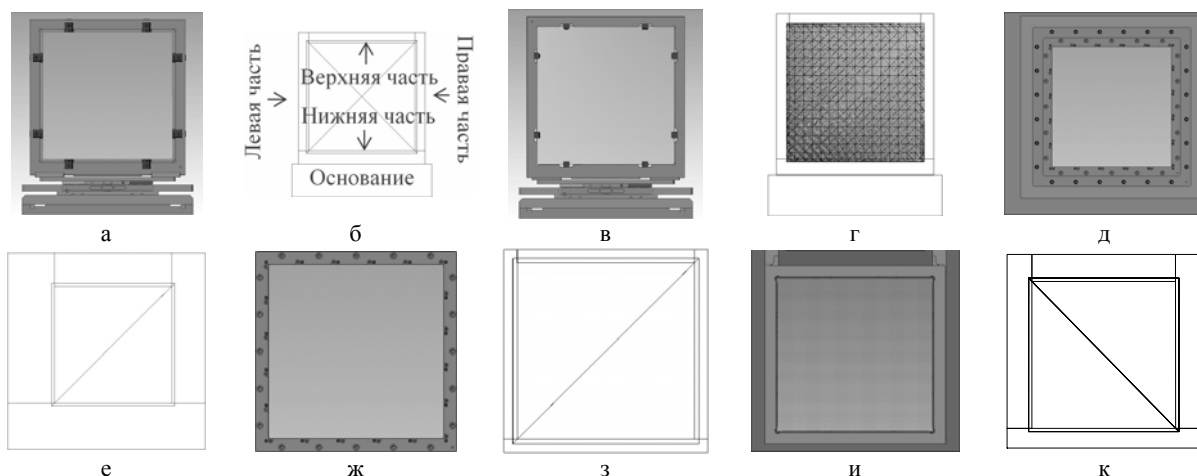 Левая часть
Верхняя часть
Нижняя часть
Правая часть
Основание
а
б
в
г
д
е
ж
з
и
к